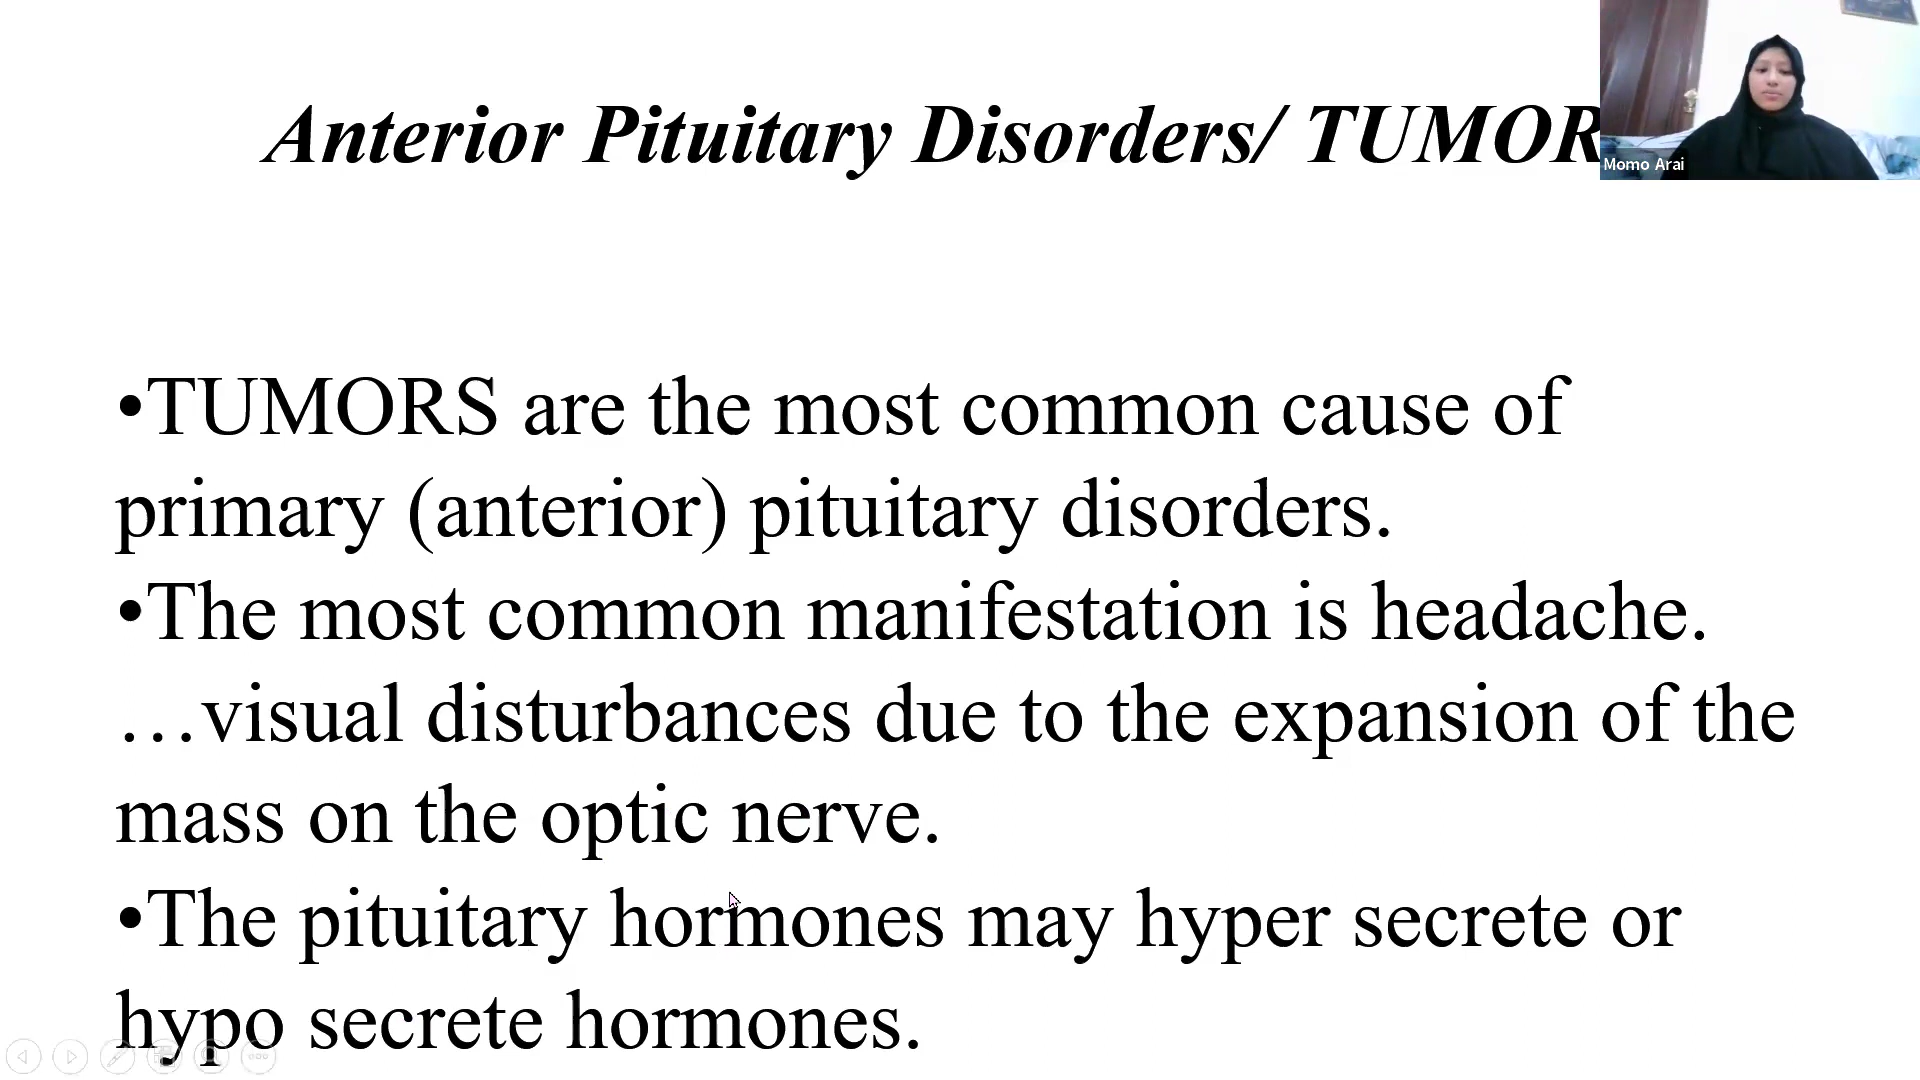 Anterior Pituitary Disorders/ TUMOR
Momo Arai
•TUMORS are the most common cause of
primary (anterior) pituitary disorders.
•The most common manifestation is headache.
…visual disturbances due to the expansion of the
mass on the optic nerve.
•The pituitary hormones may hyper secrete or
hypo secrete hormones.